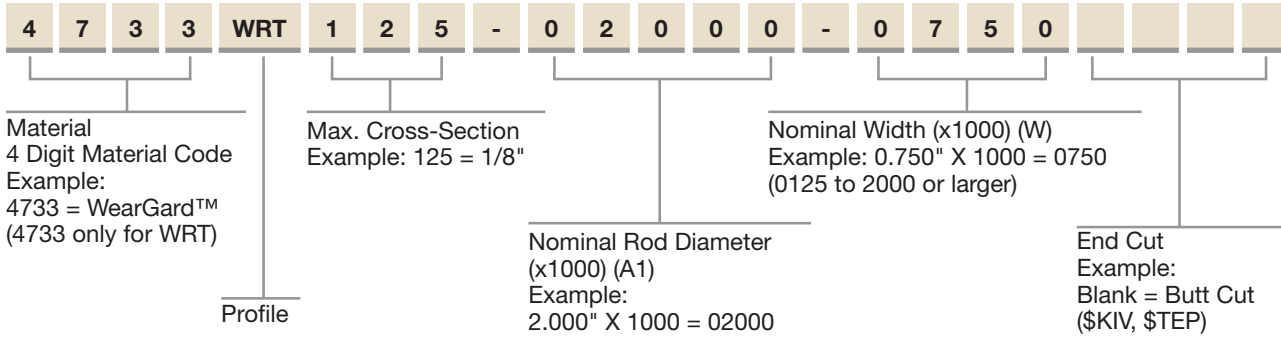 4 7 3 3 WRT 1 2 5 - 0 2 0 0 0 - 0 7 5 0
Material
4 Digit Material Code
Example:
4733 = WearGard™
(4733 only for WRT)
Profile
Max. Cross-Section
Example: 125 = 1/8"
Nominal Rod Diameter
(x1000) (A1)
Example:
2.000" X 1000 = 02000
Nominal Width (x1000) (W)
Example: 0.750" X 1000 = 0750
(0125 to 2000 or larger)
End Cut
Example:
Blank = Butt Cut
($KIV, $TEP)